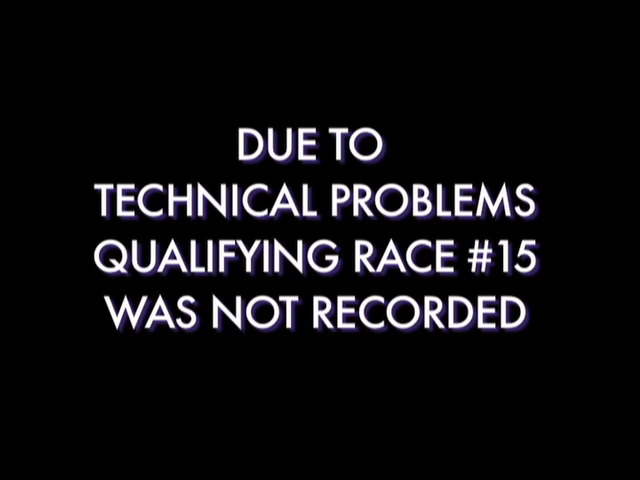 DUE TO
TECHNICAL PROBLEMS
QUALIFYING RACE #15
WAS NOT RECORDED